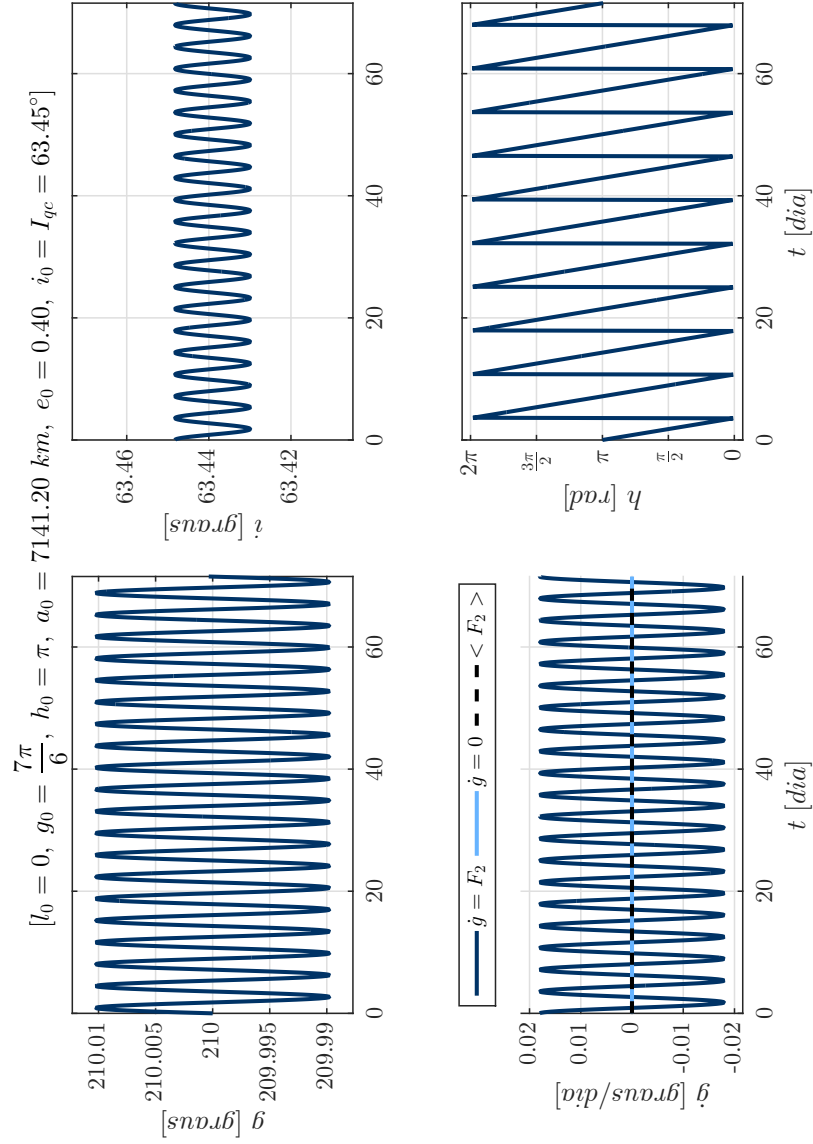 [l₀ = 0, g₀ = 7π/6, h₀ = π, a₀ = 7141.20 km, e₀ = 0.40, i₀ = I_qc = 63.45°]
g [graus]
210.01
210.005
210
209.995
209.99
0 20 40 60
i [graus]
63.46
63.44
63.42
0 20 40 60
ġ = F₂ ġ = 0 < F₂ >
ġ [graus/dia]
0.02
0.01
0
-0.01
-0.02
0 20 40 60
t [dia]
h [rad]
2π
3π/2
π
π/2
0
0 20 40 60
t [dia]